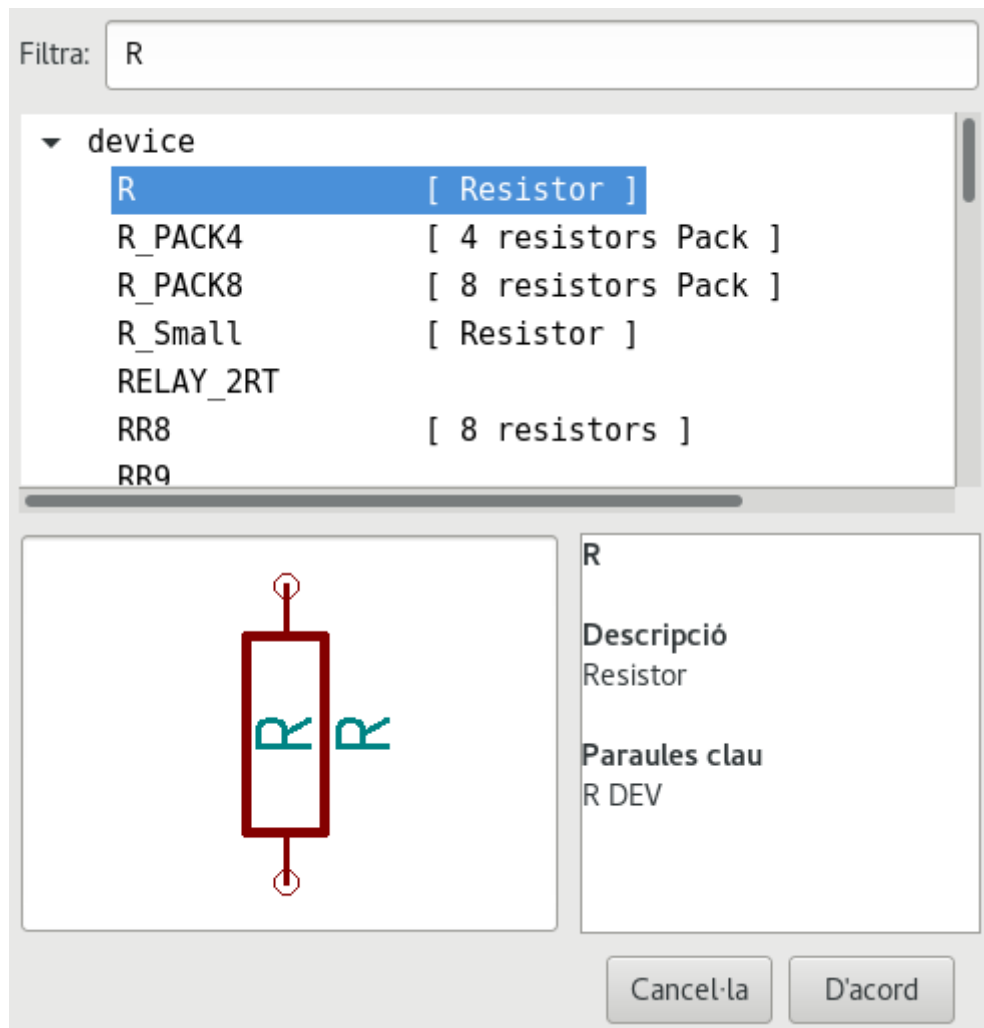 Filtra: R
device
R [ Resistor ]
R_PACK4 [ 4 resistors Pack ]
R_PACK8 [ 8 resistors Pack ]
R_Small [ Resistor ]
RELAY_2RT
RR8 [ 8 resistors ]
RR9
R R
R
Descripció
Resistor
Paraules clau
R DEV
Cancel·la D'acord